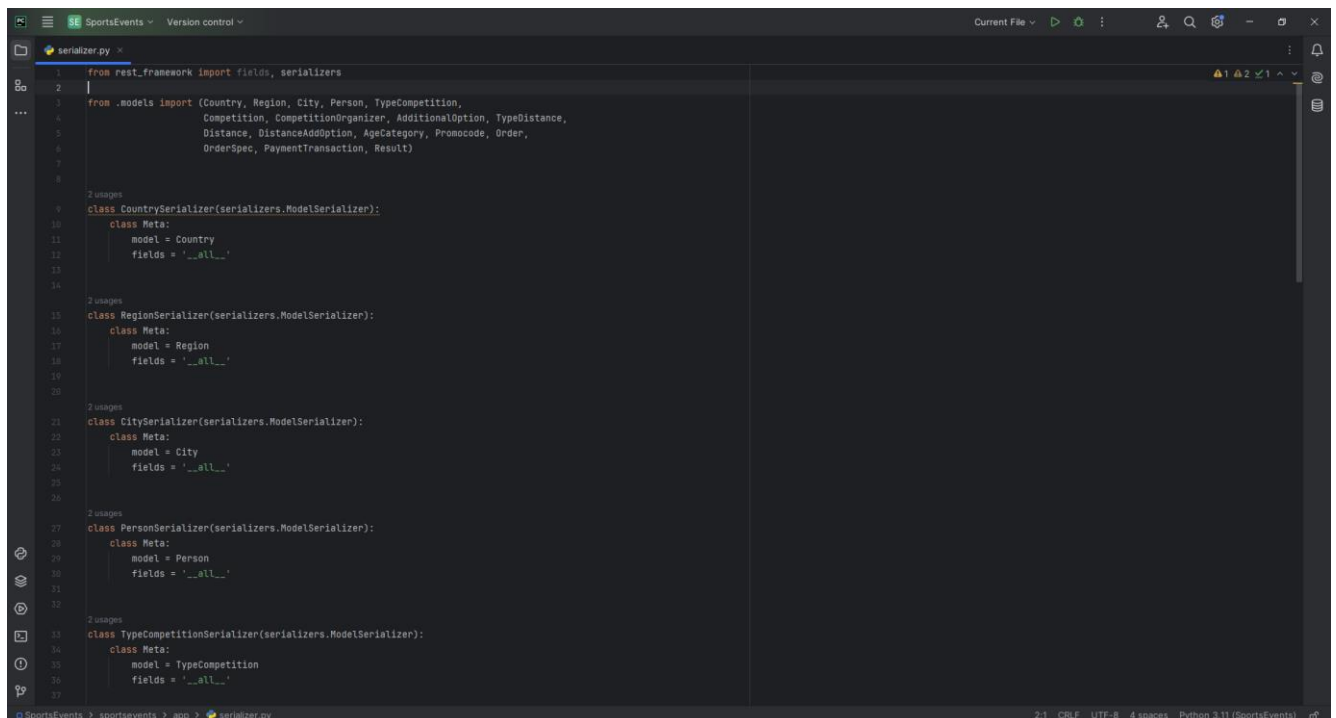 PC SE SportsEvents Version control Current File
serializer.py
1 from rest_framework import fields, serializers 1 2 1
2
3 from .models import (Country, Region, City, Person, TypeCompetition,
4 Competition, CompetitionOrganizer, AdditionalOption, TypeDistance,
5 Distance, DistanceAddOption, AgeCategory, Promocode, Order,
6 OrderSpec, PaymentTransaction, Result)
7
8
2 usages
9 class CountrySerializer(serializers.ModelSerializer):
10 class Meta:
11 model = Country
12 fields = '__all__'
13
14
2 usages
15 class RegionSerializer(serializers.ModelSerializer):
16 class Meta:
17 model = Region
18 fields = '__all__'
19
20
2 usages
21 class CitySerializer(serializers.ModelSerializer):
22 class Meta:
23 model = City
24 fields = '__all__'
25
26
2 usages
27 class PersonSerializer(serializers.ModelSerializer):
28 class Meta:
29 model = Person
30 fields = '__all__'
31
32
2 usages
33 class TypeCompetitionSerializer(serializers.ModelSerializer):
34 class Meta:
35 model = TypeCompetition
36 fields = '__all__'
37
SportsEvents > sportsevents > app > serializer.py 2:1 CRLF UTF-8 4 spaces Python 3.11 (SportsEvents)